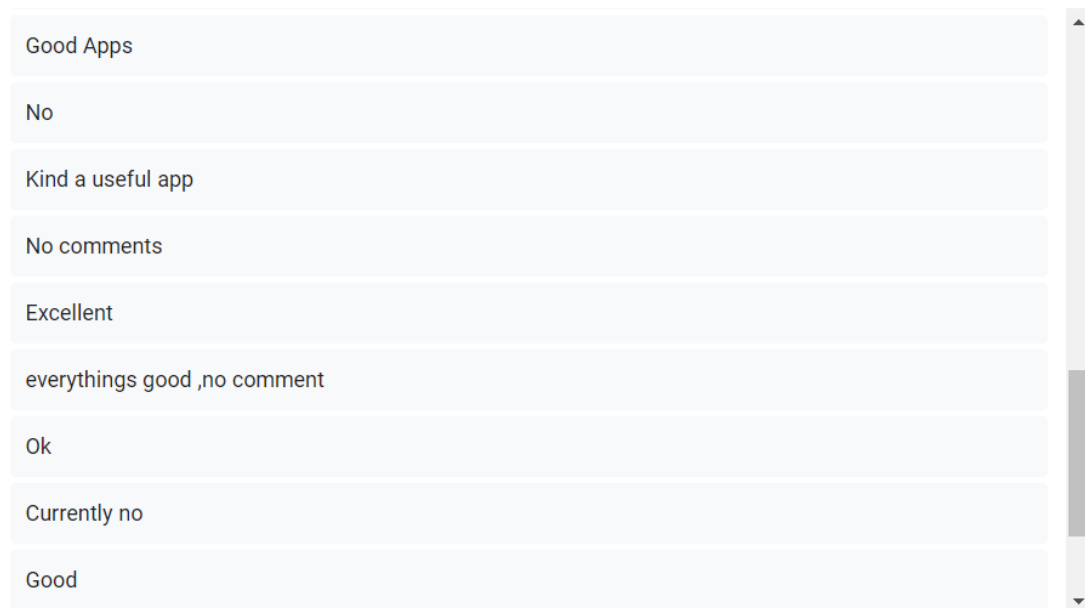 Good Apps
No
Kind a useful app
No comments
Excellent
everythings good ,no comment
Ok
Currently no
Good